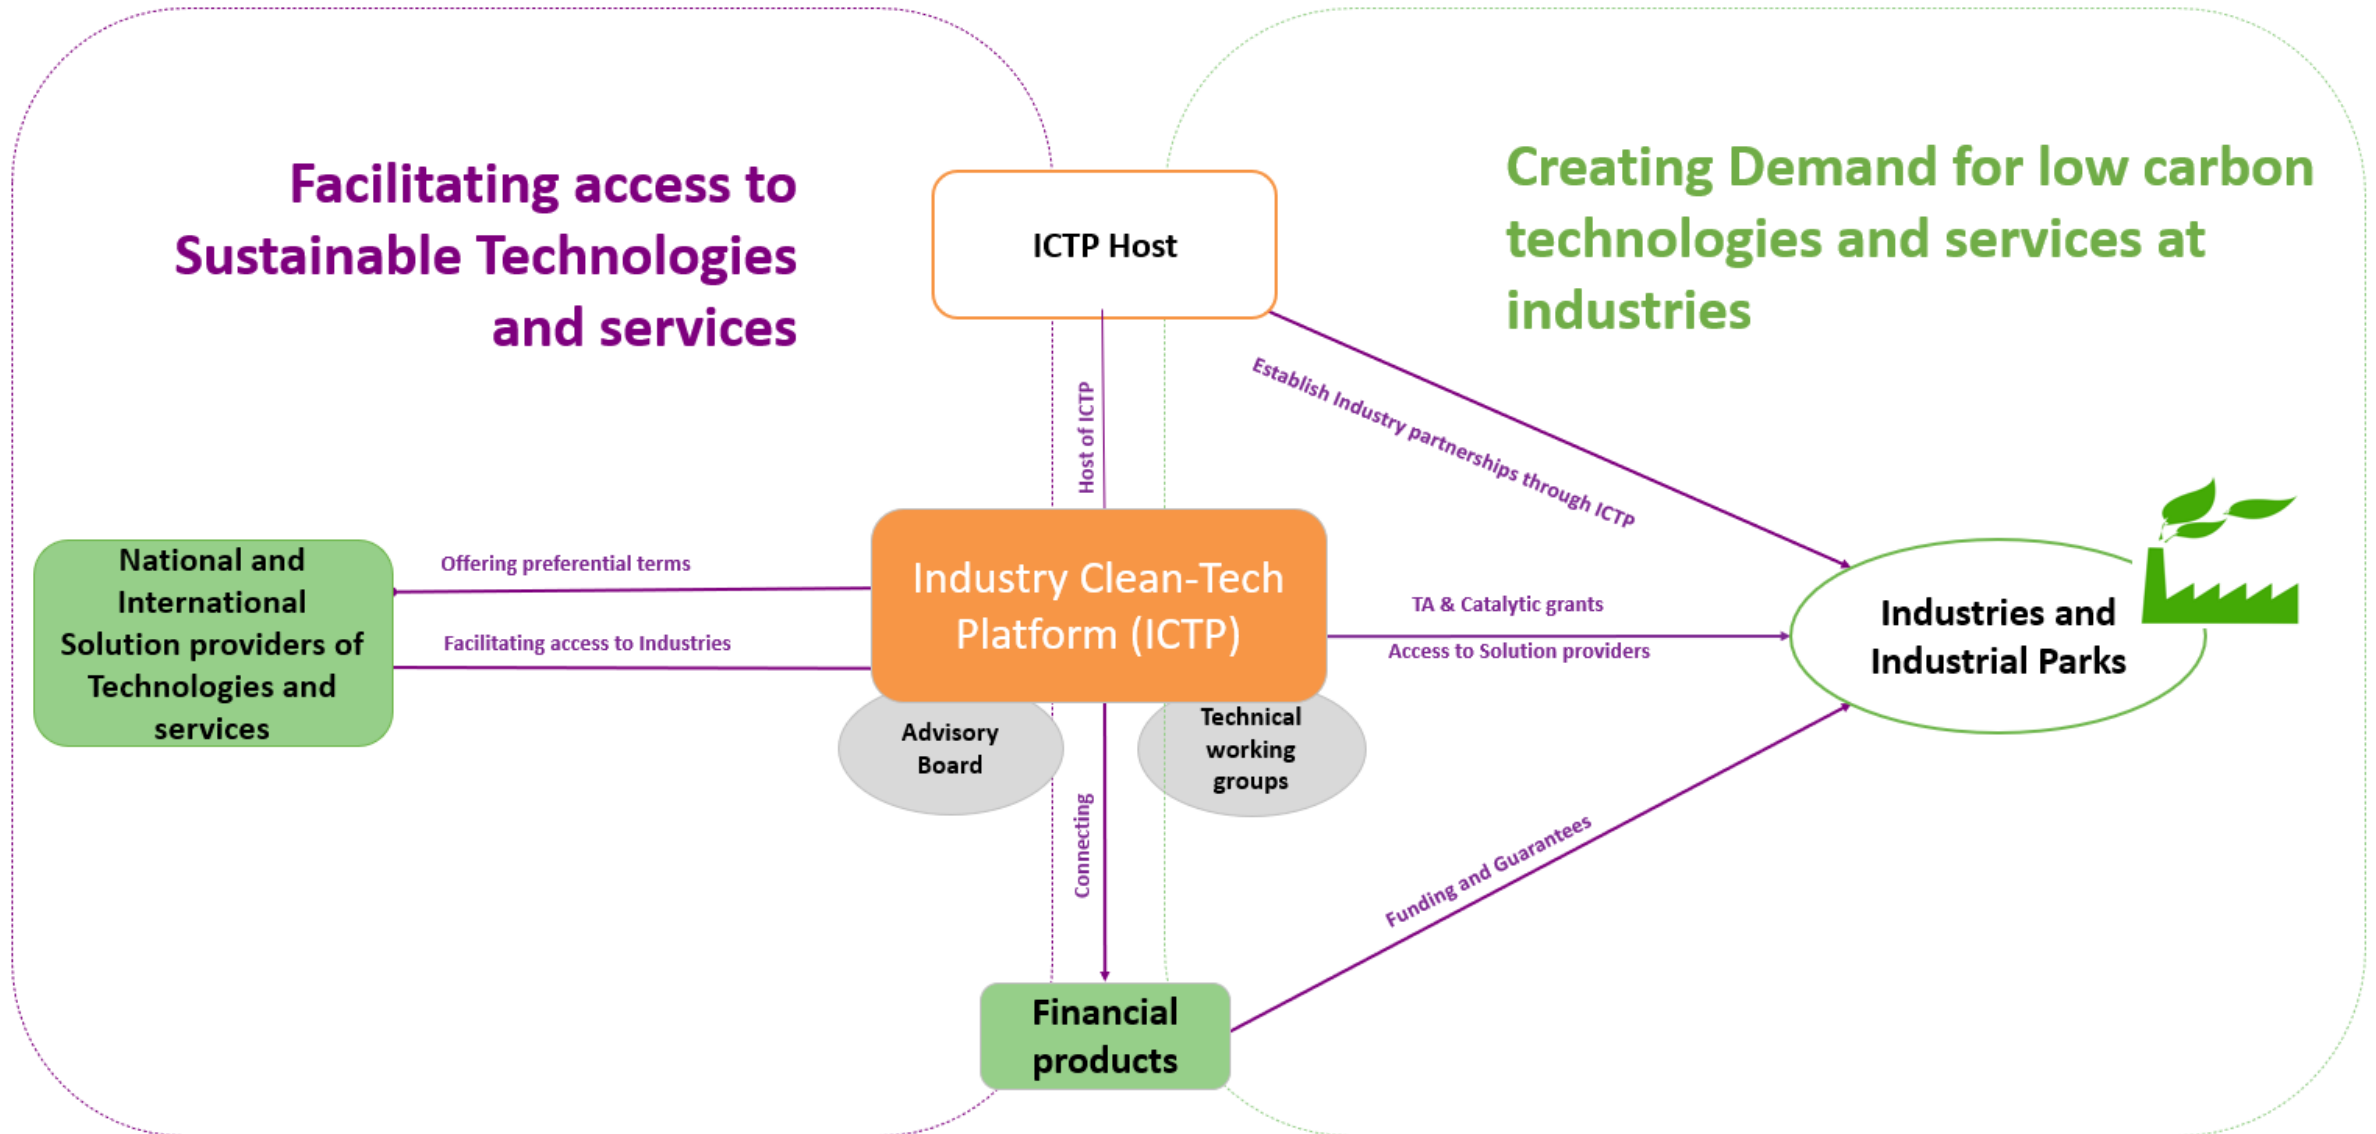 Facilitating access to
Sustainable Technologies
and services
Creating Demand for low carbon
technologies and services at
industries
ICTP Host
Host of ICTP
Establish Industry partnerships through ICTP
National and
International
Solution providers of
Technologies and
services
Offering preferential terms
Facilitating access to Industries
Industry Clean-Tech
Platform (ICTP)
TA & Catalytic grants
Access to Solution providers
Industries and
Industrial Parks
Advisory
Board
Technical
working
groups
Connecting
Funding and Guarantees
Financial
products